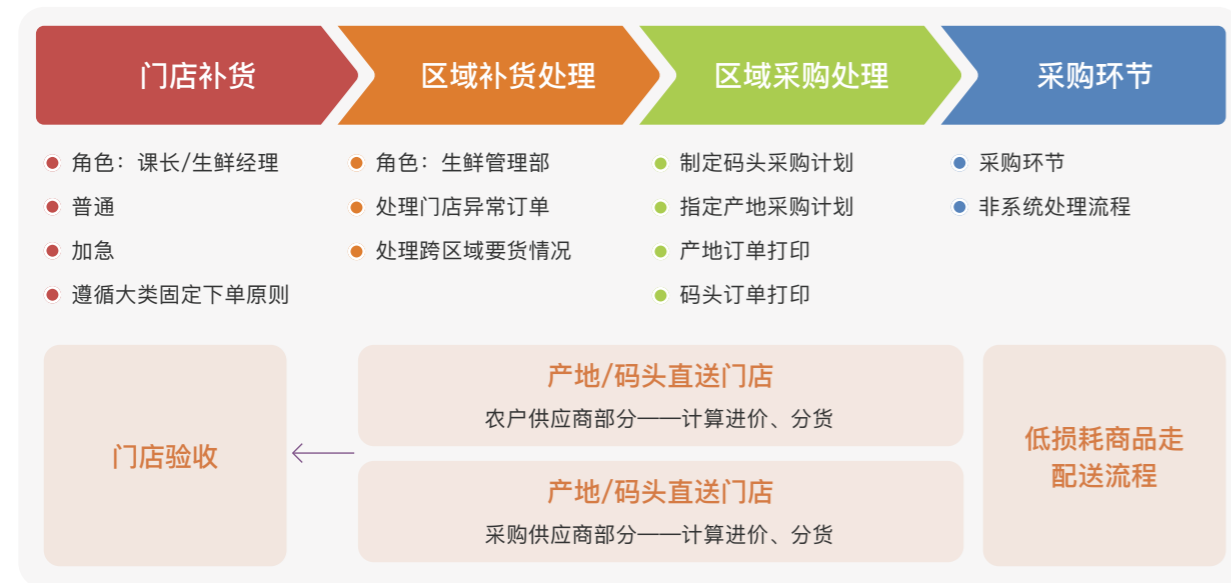 门店补货
区域补货处理
区域采购处理
采购环节
角色：课长/生鲜经理
普通
加急
遵循大类固定下单原则
角色：生鲜管理部
处理门店异常订单
处理跨区域要货情况
制定码头采购计划
指定产地采购计划
产地订单打印
码头订单打印
采购环节
非系统处理流程
门店验收
产地/码头直送门店
农户供应商部分——计算进价、分货
产地/码头直送门店
采购供应商部分——计算进价、分货
低损耗商品走
配送流程